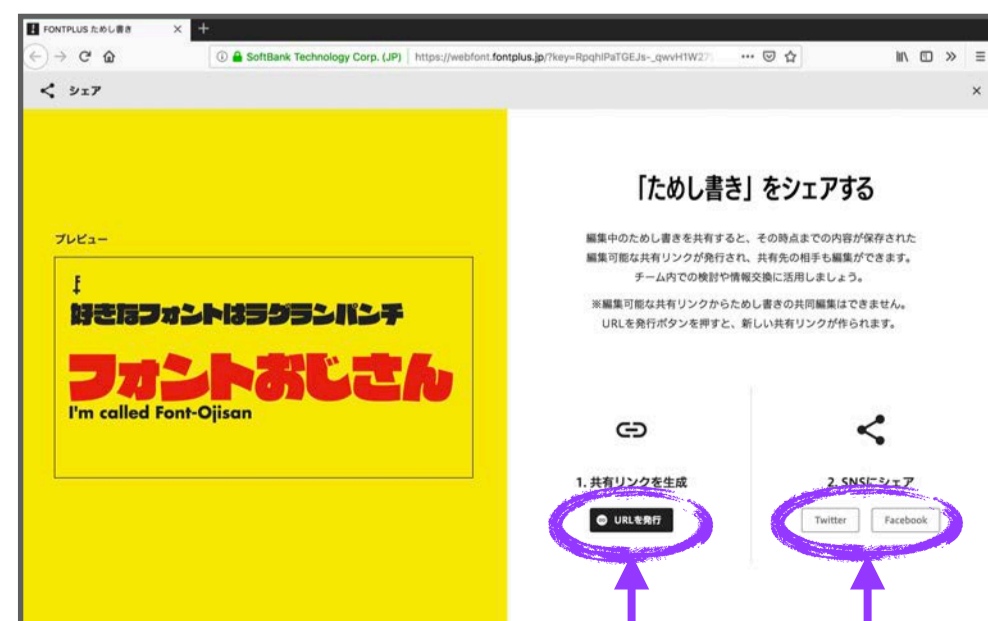 FONTPLUS ためし書き
SoftBank Technology Corp. (JP) https://webfont.fontplus.jp/?key=RpqhIPaTGEJs-_qwvH1W27
シェア
プレビュー
好きなフォントはラグランパンチ
フォントおじさん
I'm called Font-Ojisan
「ためし書き」をシェアする
編集中のためし書きを共有すると、その時点までの内容が保存された
編集可能な共有リンクが発行され、共有先の相手も編集ができます。
チーム内での検討や情報交換に活用しましょう。
※編集可能な共有リンクからためし書きの共同編集はできません。
URLを発行ボタンを押すと、新しい共有リンクが作られます。
1. 共有リンクを生成
URLを発行
2. SNSにシェア
Twitter
Facebook